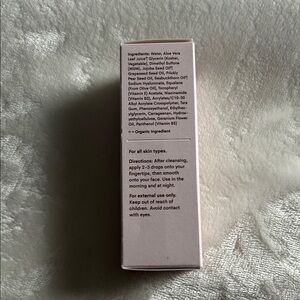 Ingredients: Water, Aloe Vera
Leaf Juice† Glycerin (Kosher,
Vegetable), Dimethyl Sulfone
(MSM), Jojoba Seed Oil†
Grapeseed Seed Oil, Prickly
Pear Seed Oil, Seabuckthorn Oil†
Sodium Hyaluronate, Squalane
(from Olive Oil), Tocopheryl
(Vitamin E) Acetate, Niacinamide
(Vitamin B3), Acrylates/C10-30
Alkyl Acrylate Crosspolymer, Tara
Gum, Phenoxyethanol, Ethylhex-
ylglycerin, Carrageenan, Hydrox-
yethylcellulose, Geranium Flower
Oil, Panthenol (Vitamin B5)
= Organic Ingredient
For all skin types.
Directions: After cleansing,
apply 2-3 drops onto your
fingertips, then smooth
onto your face. Use in the
morning and at night.
For external use only.
Keep out of reach of
children. Avoid contact
with eyes.